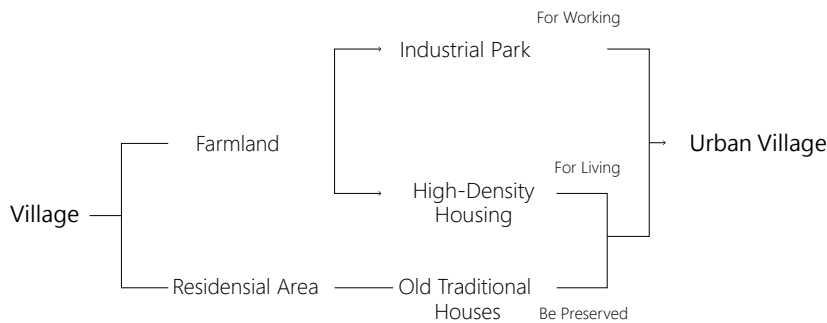 For Working
Industrial Park
Farmland
Urban Village
For Living
High-Density
Housing
Village
Residensial Area
Old Traditional
Houses
Be Preserved